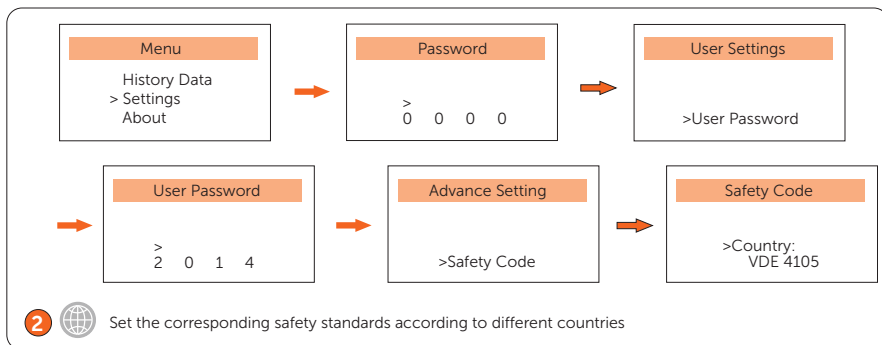 Menu
History Data
> Settings
About
Password
>
0 0 0 0
User Settings
>User Password
User Password
>
2 0 1 4
Advance Setting
>Safety Code
Safety Code
>Country:
VDE 4105
2 Set the corresponding safety standards according to different countries